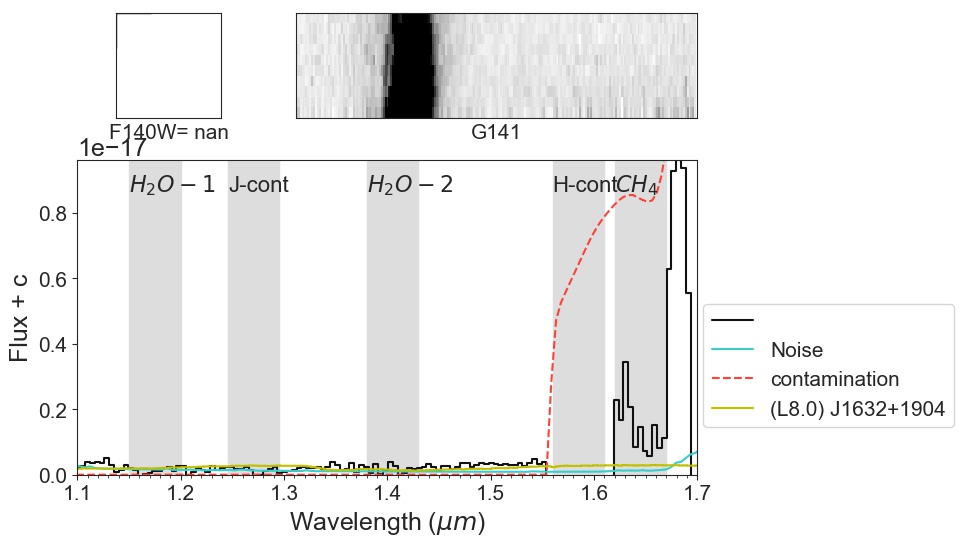 F140W= nan
G141
1e−17
H₂O − 1 J-cont H₂O − 2 H-cont CH₄
0.8
0.6
0.4
0.2
0.0
Flux + c
1.1 1.2 1.3 1.4 1.5 1.6 1.7
Wavelength (μm)
Noise
contamination
(L8.0) J1632+1904